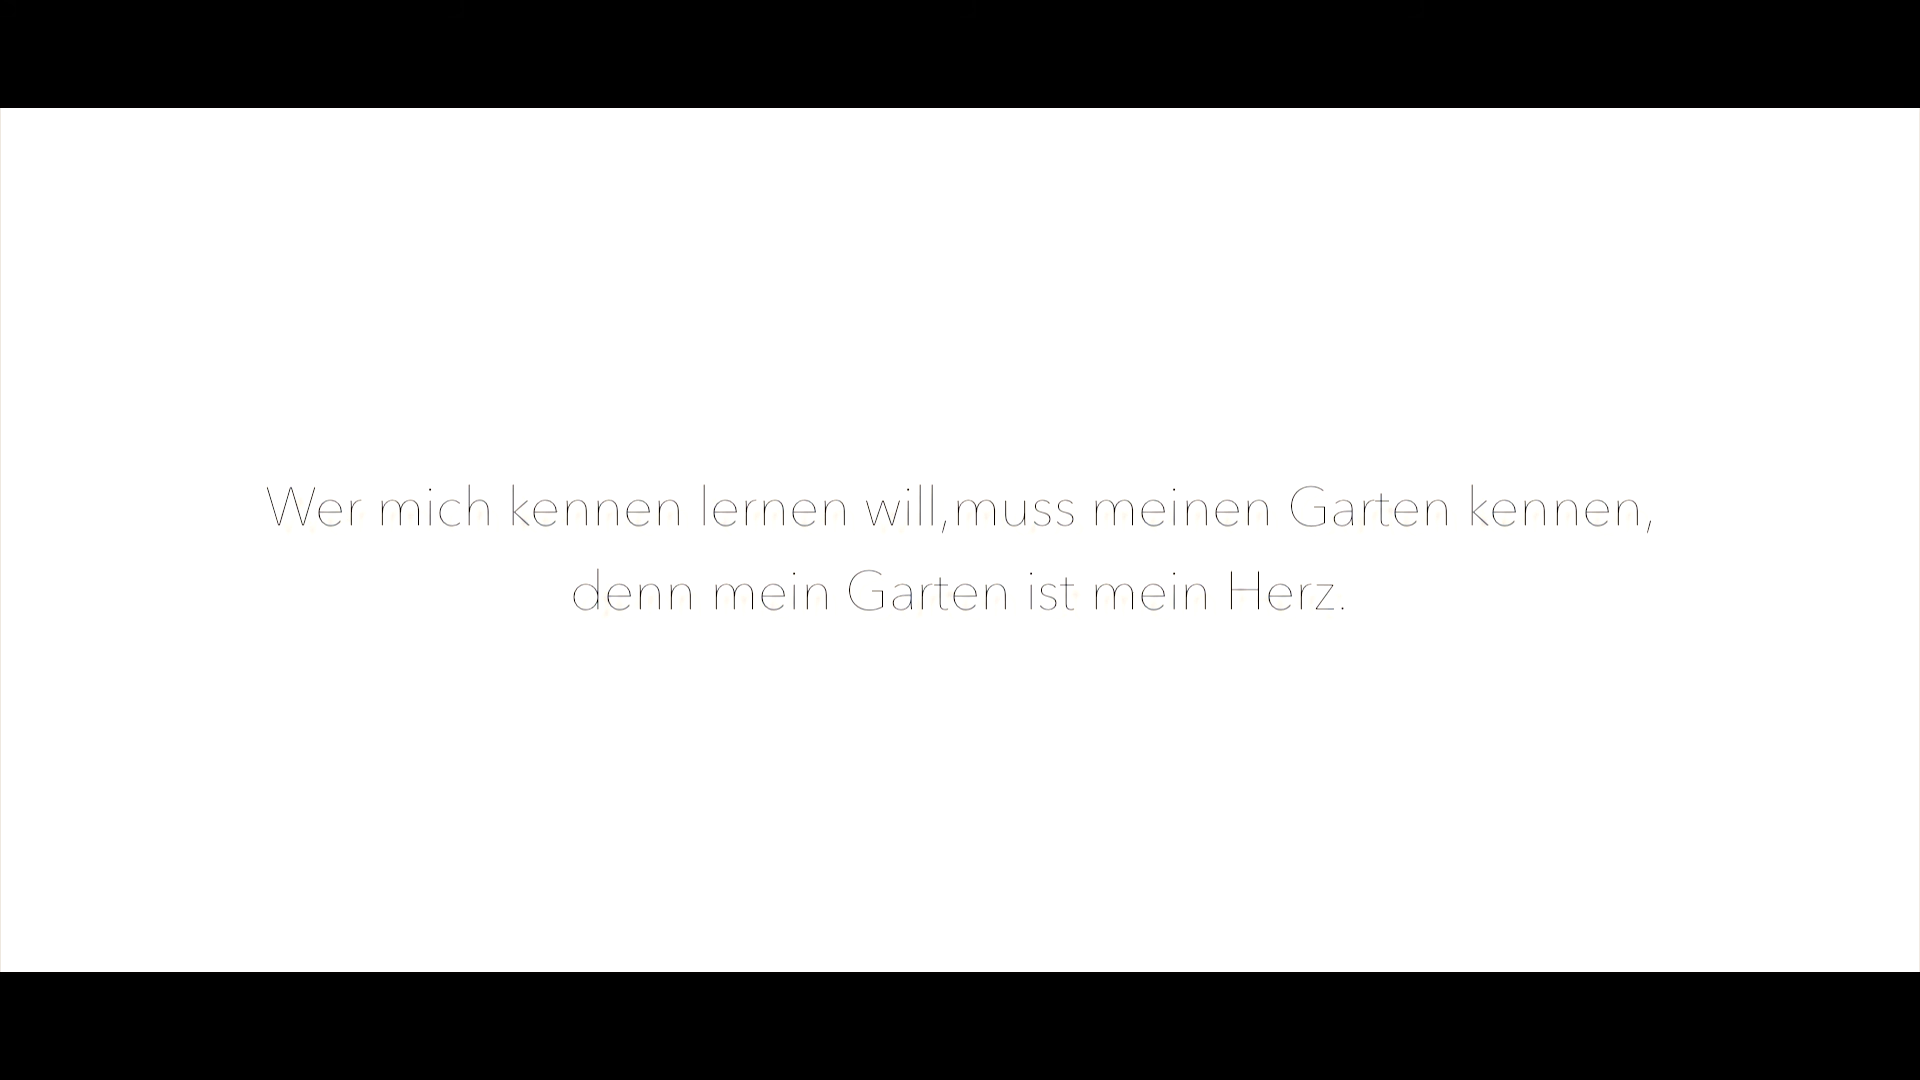 Wer mich kennen lernen will,muss meinen Garten kennen,
denn mein Garten ist mein Herz.